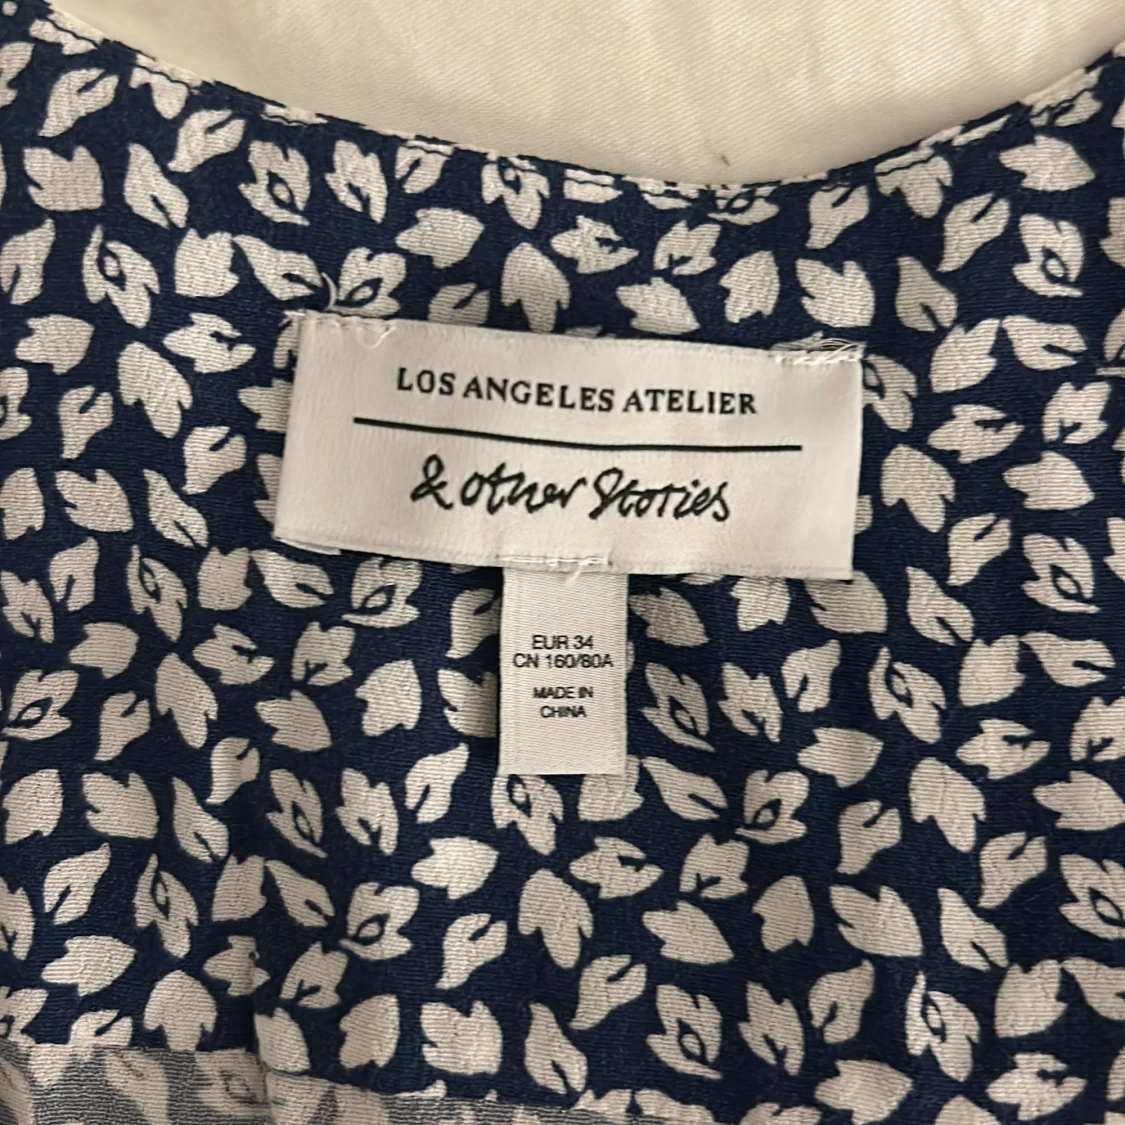 LOS ANGELES ATELIER
& other Stories
EUR 34
CN 160/80A
MADE IN
CHINA